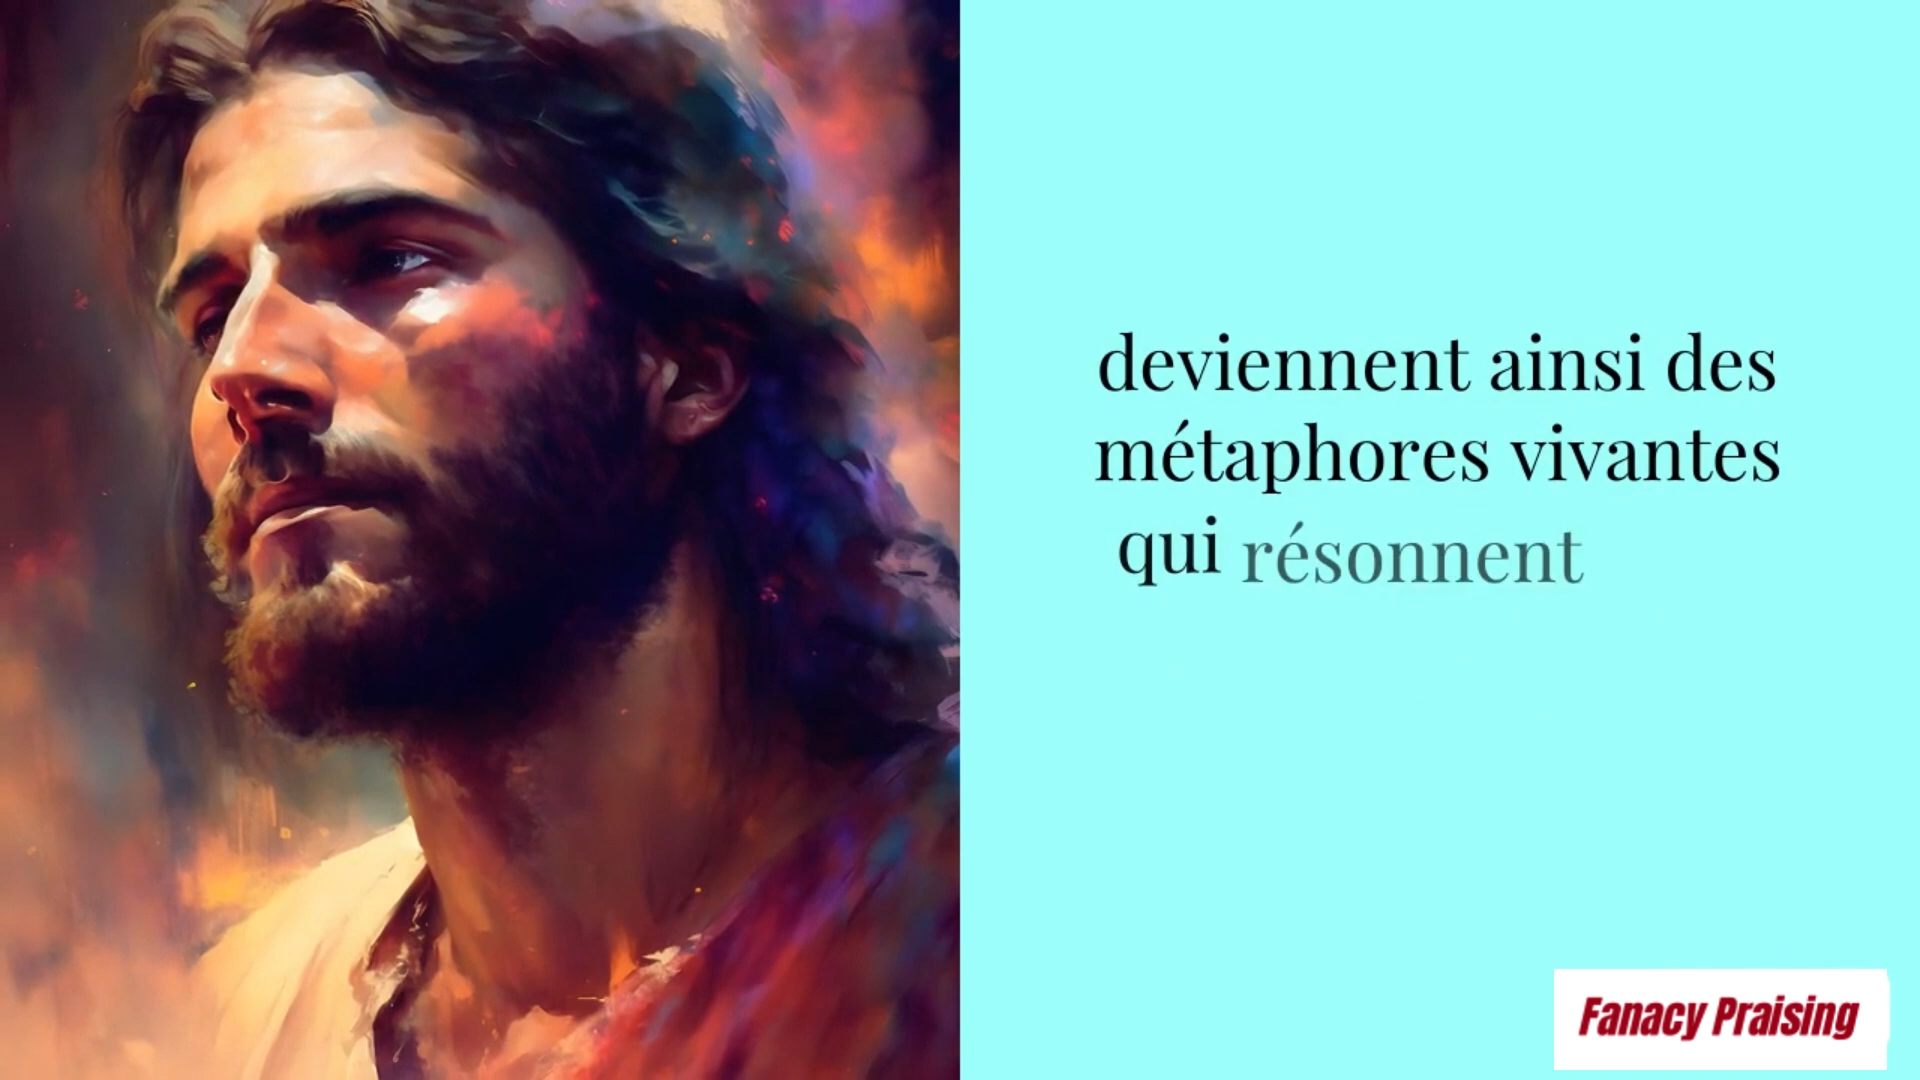 deviennent ainsi des
métaphores vivantes
qui résonnent
Fanacy Praising